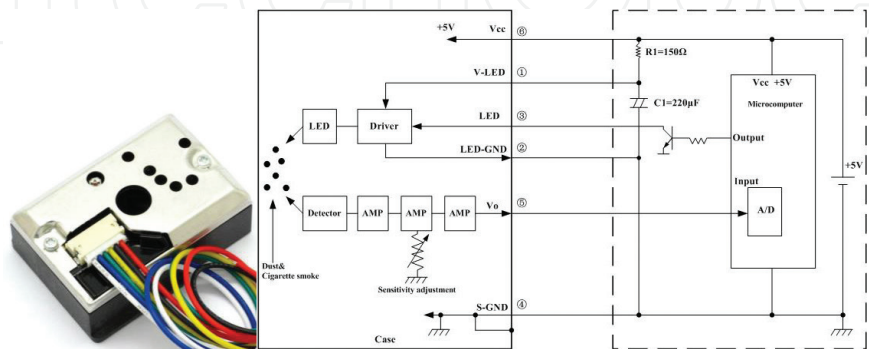 +5V Vcc ⑥
R1=150Ω
V-LED ①
Vcc +5V
Microcomputer
C1=220μF
LED
Driver
LED ③
Output
LED-GND ②
+5V
Input
A/D
Detector
AMP
AMP
AMP
Vo ⑤
Dust&
Cigarette smoke
Sensitivity adjustment
S-GND ④
Case